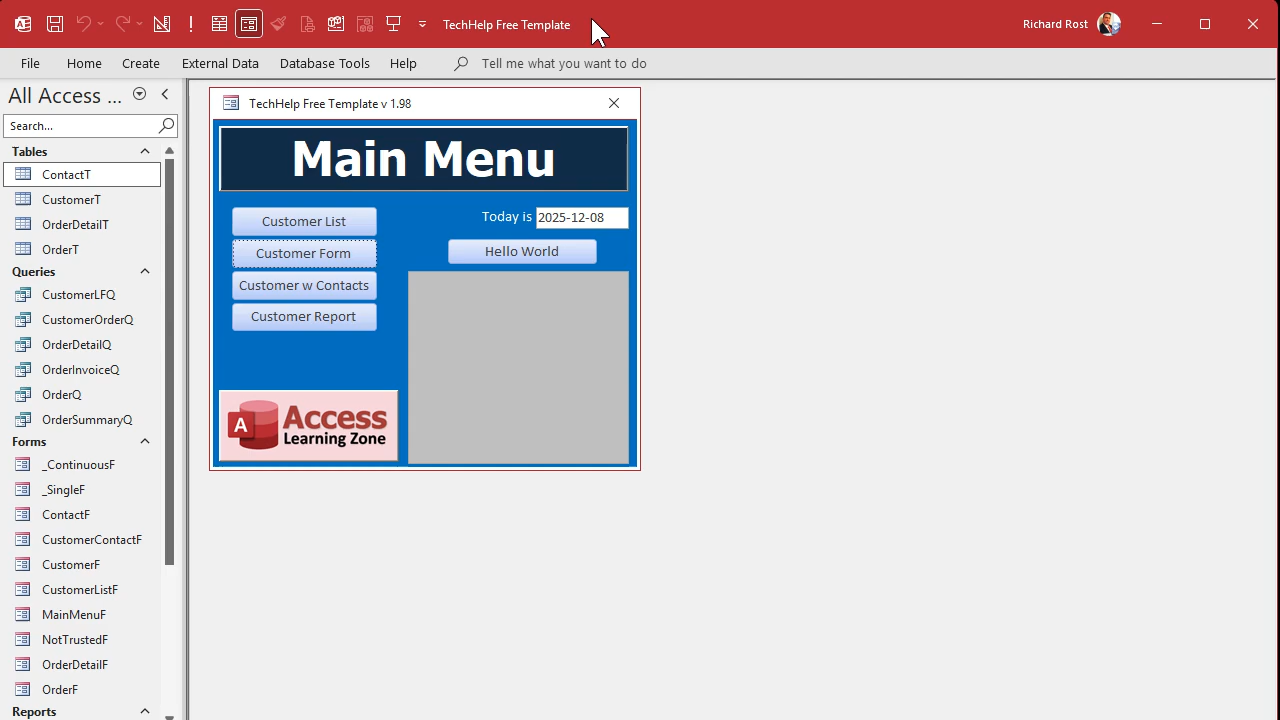 TechHelp Free Template
Richard Rost
File Home Create External Data Database Tools Help Tell me what you want to do
All Access ...
Search...
Tables
ContactT
CustomerT
OrderDetailT
OrderT
Queries
CustomerLFQ
CustomerOrderQ
OrderDetailQ
OrderInvoiceQ
OrderQ
OrderSummaryQ
Forms
_ContinuousF
_SingleF
ContactF
CustomerContactF
CustomerF
CustomerListF
MainMenuF
NotTrustedF
OrderDetailF
OrderF
Reports
TechHelp Free Template v 1.98
Main Menu
Customer List
Customer Form
Customer w Contacts
Customer Report
Today is 2025-12-08
Hello World
A Access
Learning Zone